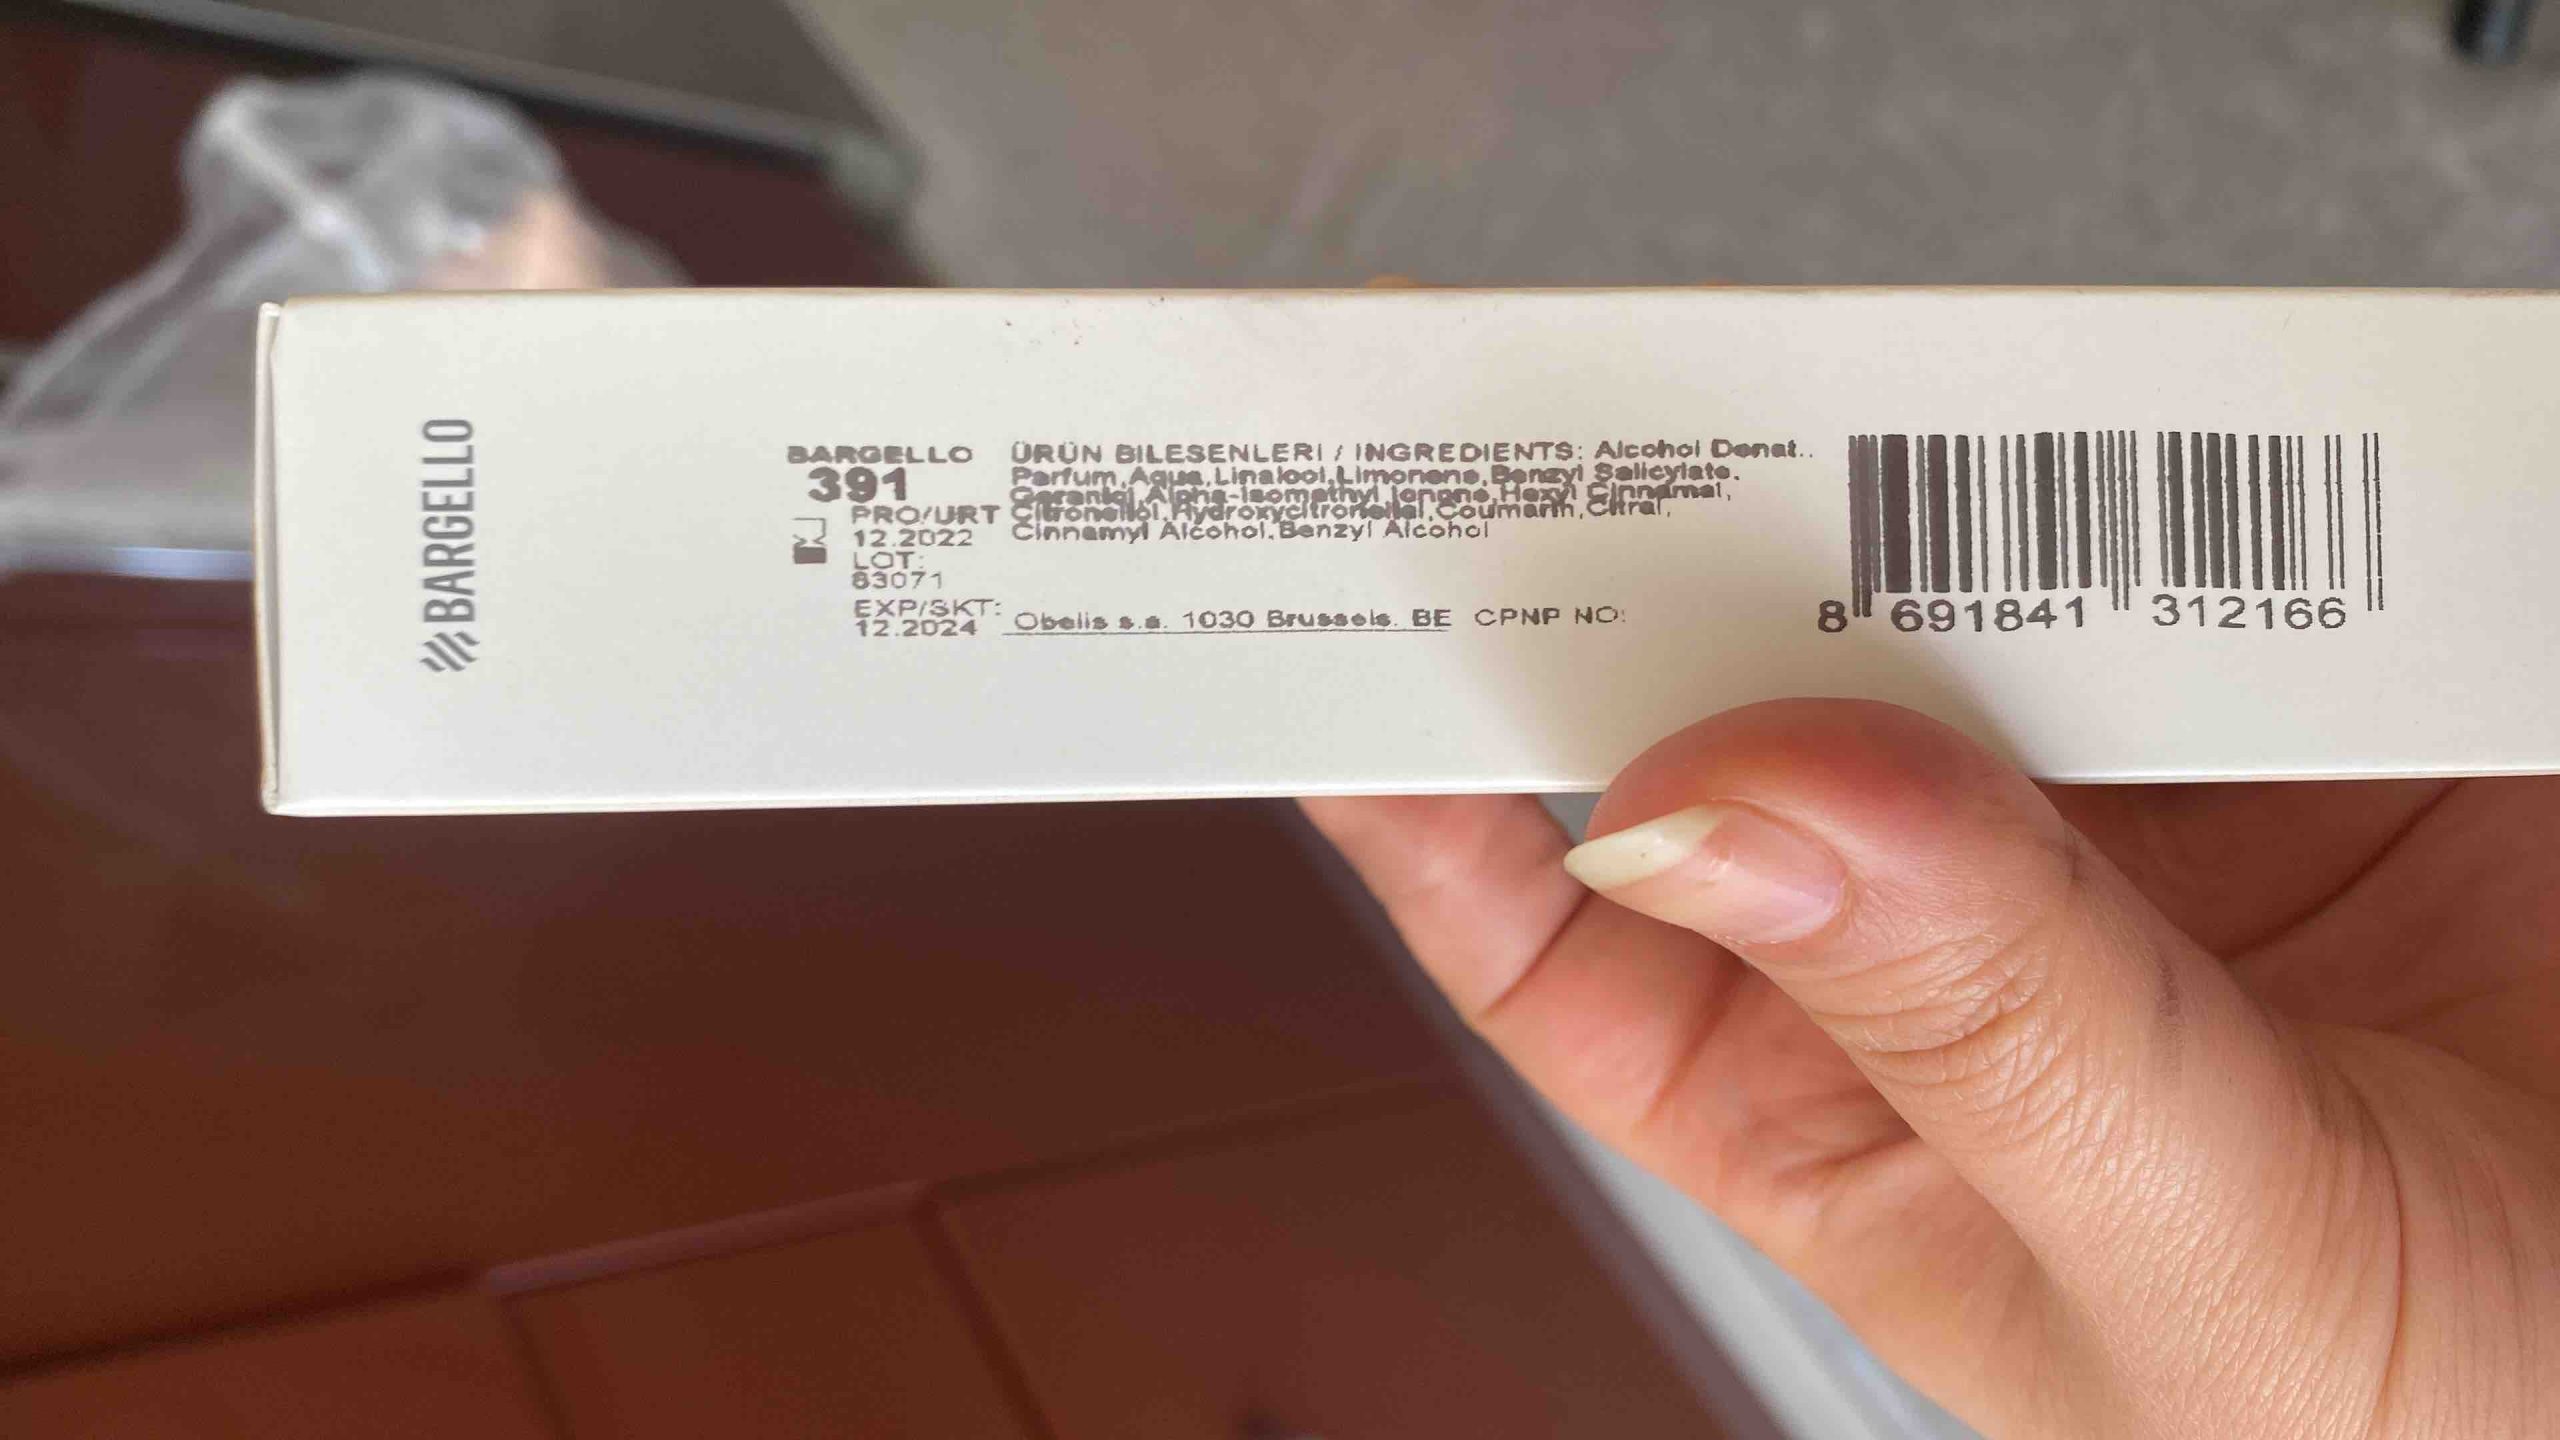 BARGELLO
BARGELLO
391
PRO/URT
12.2022
LOT:
83071
EXP/SKT:
12.2024
ÜRÜN BILESENLERI / INGREDIENTS: Alcohol Denat..
Parfum,Aqua,Linalool,Limonene,Benzyl Salicylate.
Geraniol,Alpha-Isomethyl Ionone,Hexyl Cinnamal,
Citronellol,Hydroxycitronellal,Coumarin,Citral,
Cinnamyl Alcohol,Benzyl Alcohol
Obelis s.a. 1030 Brussels. BE CPNP NO:
8 691841 312166